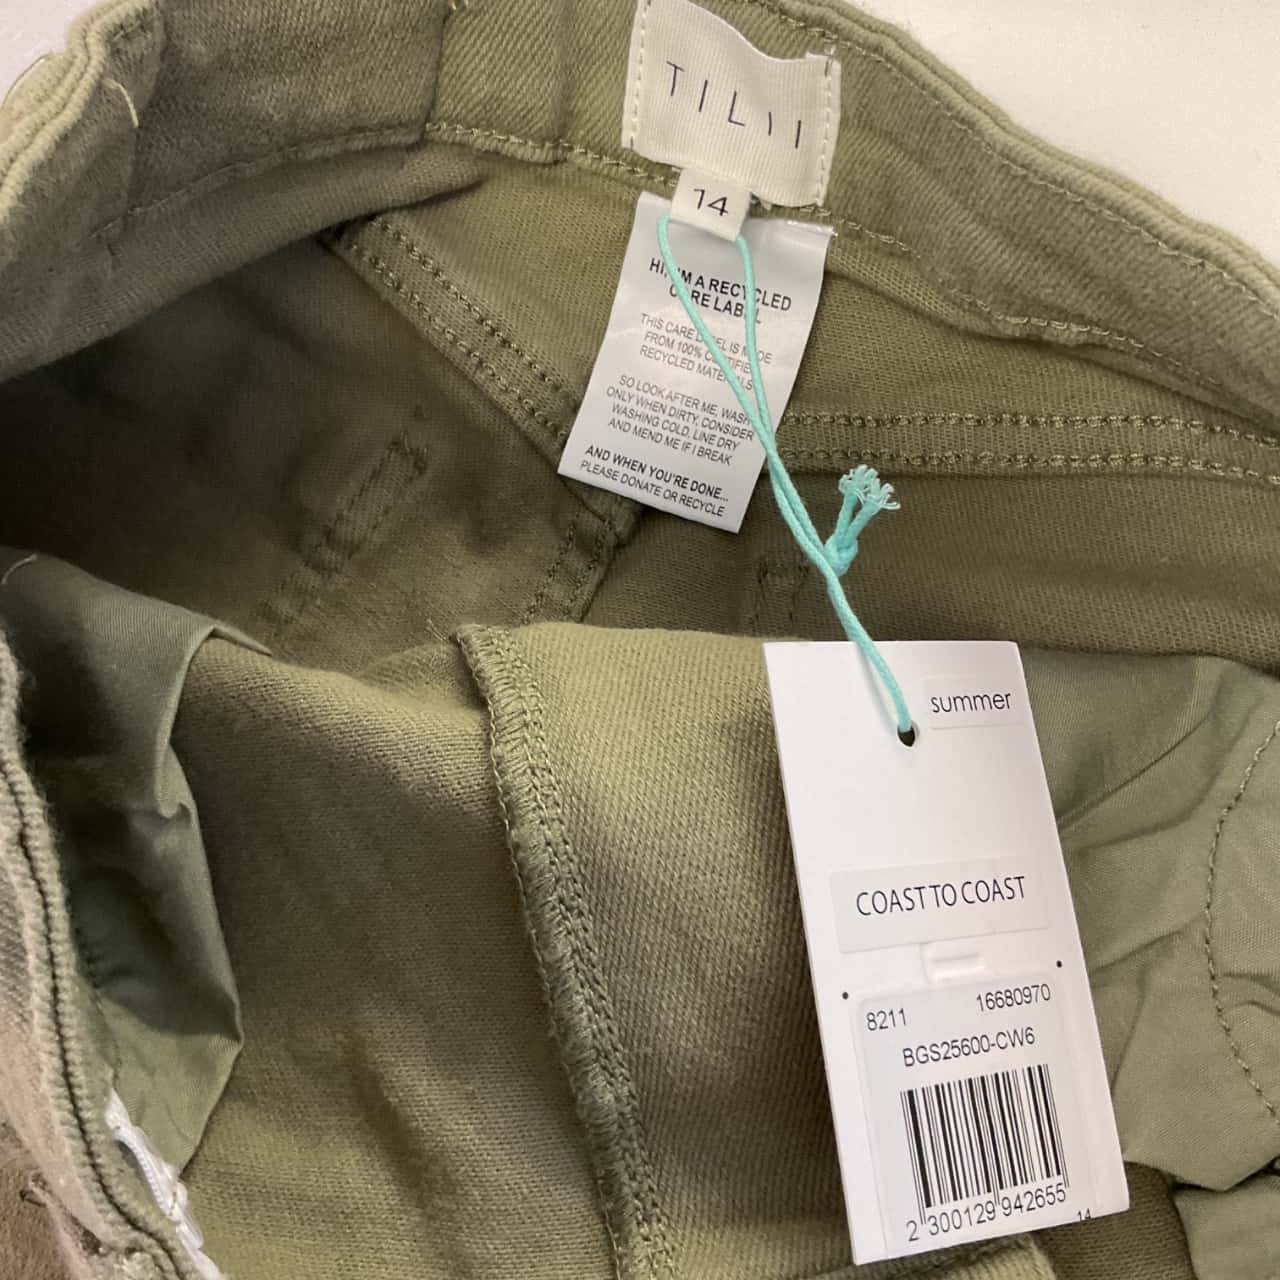 TILII
14
HI I'M A RECYCLED
CARE LABEL
THIS CARE LABEL IS MADE
FROM 100% CERTIFIED
RECYCLED MATERIALS
SO LOOK AFTER ME, WASH
ONLY WHEN DIRTY, CONSIDER
WASHING COLD, LINE DRY
AND MEND ME IF I BREAK
AND WHEN YOU'RE DONE...
PLEASE DONATE OR RECYCLE
summer
COAST TO COAST
8211 16680970
BGS25600-CW6
2 300129 942655
14